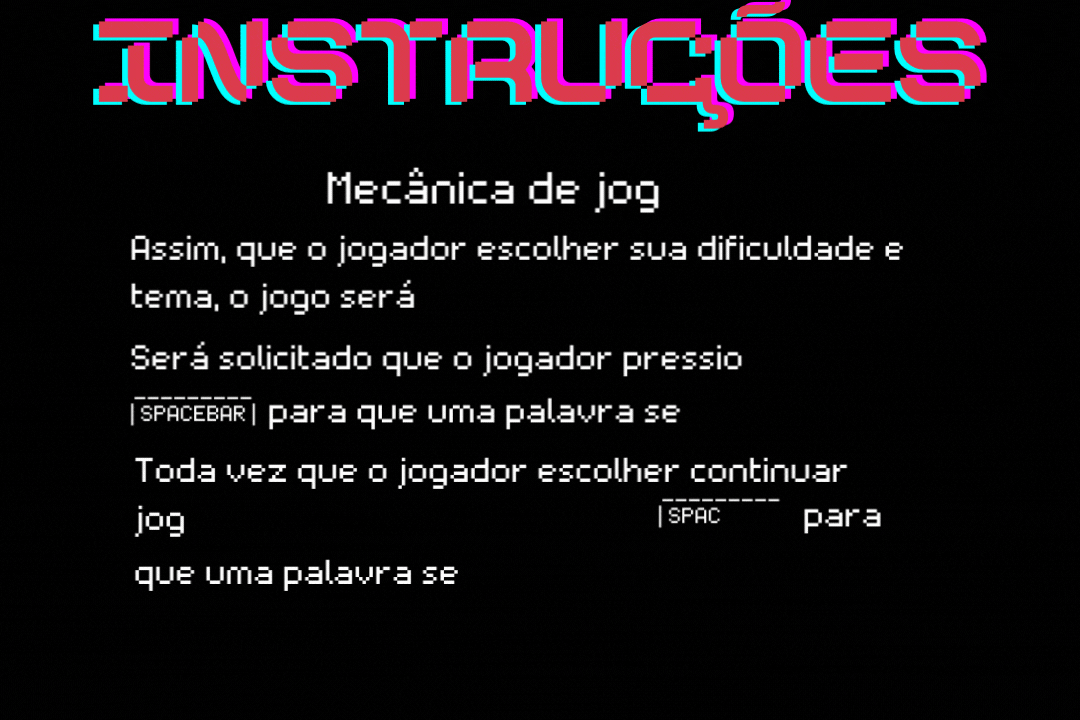 INSTRUÇÕES
Mecânica de jog
Assim, que o jogador escolher sua dificuldade e
tema, o jogo será
Será solicitado que o jogador pressio
|SPACEBAR| para que uma palavra se
Toda vez que o jogador escolher continuar
jog |SPAC para
que uma palavra se